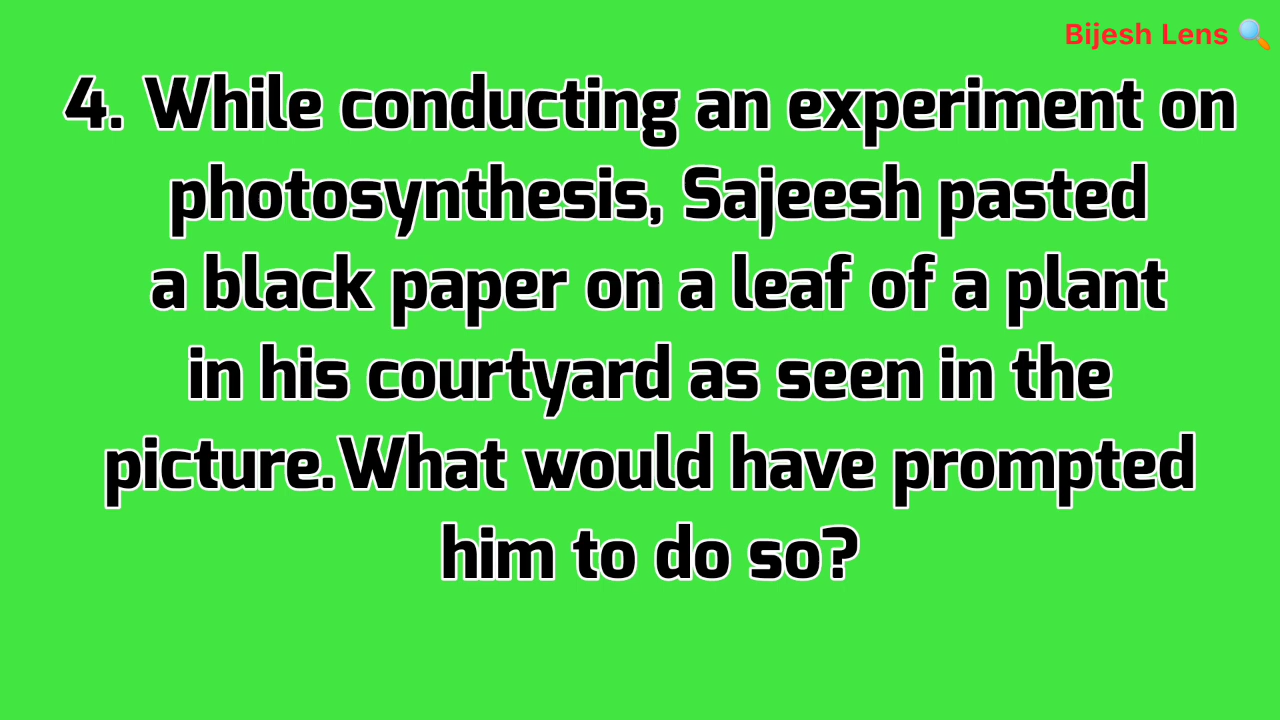 Bijesh Lens
4. While conducting an experiment on
photosynthesis, Sajeesh pasted
a black paper on a leaf of a plant
in his courtyard as seen in the
picture.What would have prompted
him to do so?